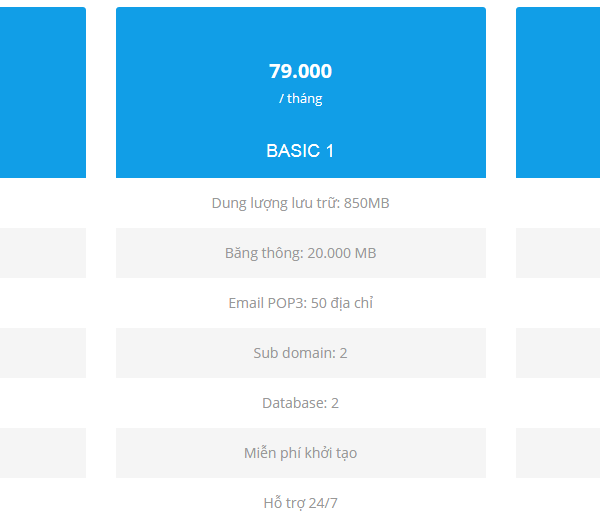 79.000
/ tháng
BASIC 1
Dung lượng lưu trữ: 850MB
Băng thông: 20.000 MB
Email POP3: 50 địa chỉ
Sub domain: 2
Database: 2
Miễn phí khởi tạo
Hỗ trợ 24/7